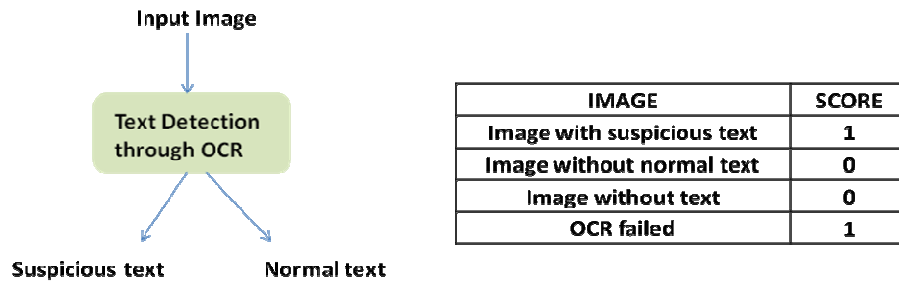 Input Image
Text Detection
through OCR
Suspicious text
Normal text
IMAGE SCORE
Image with suspicious text 1
Image without normal text 0
Image without text 0
OCR failed 1